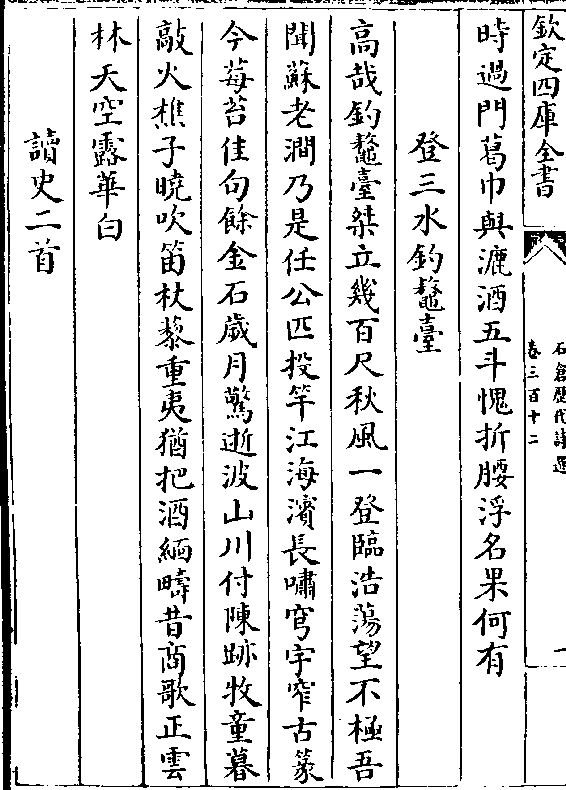 欽定四庫全書
石倉歷代詩選
卷三百十二
一
時過門葛巾與漉酒五斗愧折腰浮名果何有
登三水釣鼇臺
高哉釣鼇臺桀立幾百尺秋風一登臨浩蕩望不極吾
聞蘇老澗乃是任公匹投竿江海濱長嘯穹宇窄古篆
今莓苔佳句餘金石歲月驚逝波山川付陳跡牧童暮
敲火樵子曉吹笛杖藜重夷猶把酒緬疇昔商歌正雲
林天空露華白
讀史二首